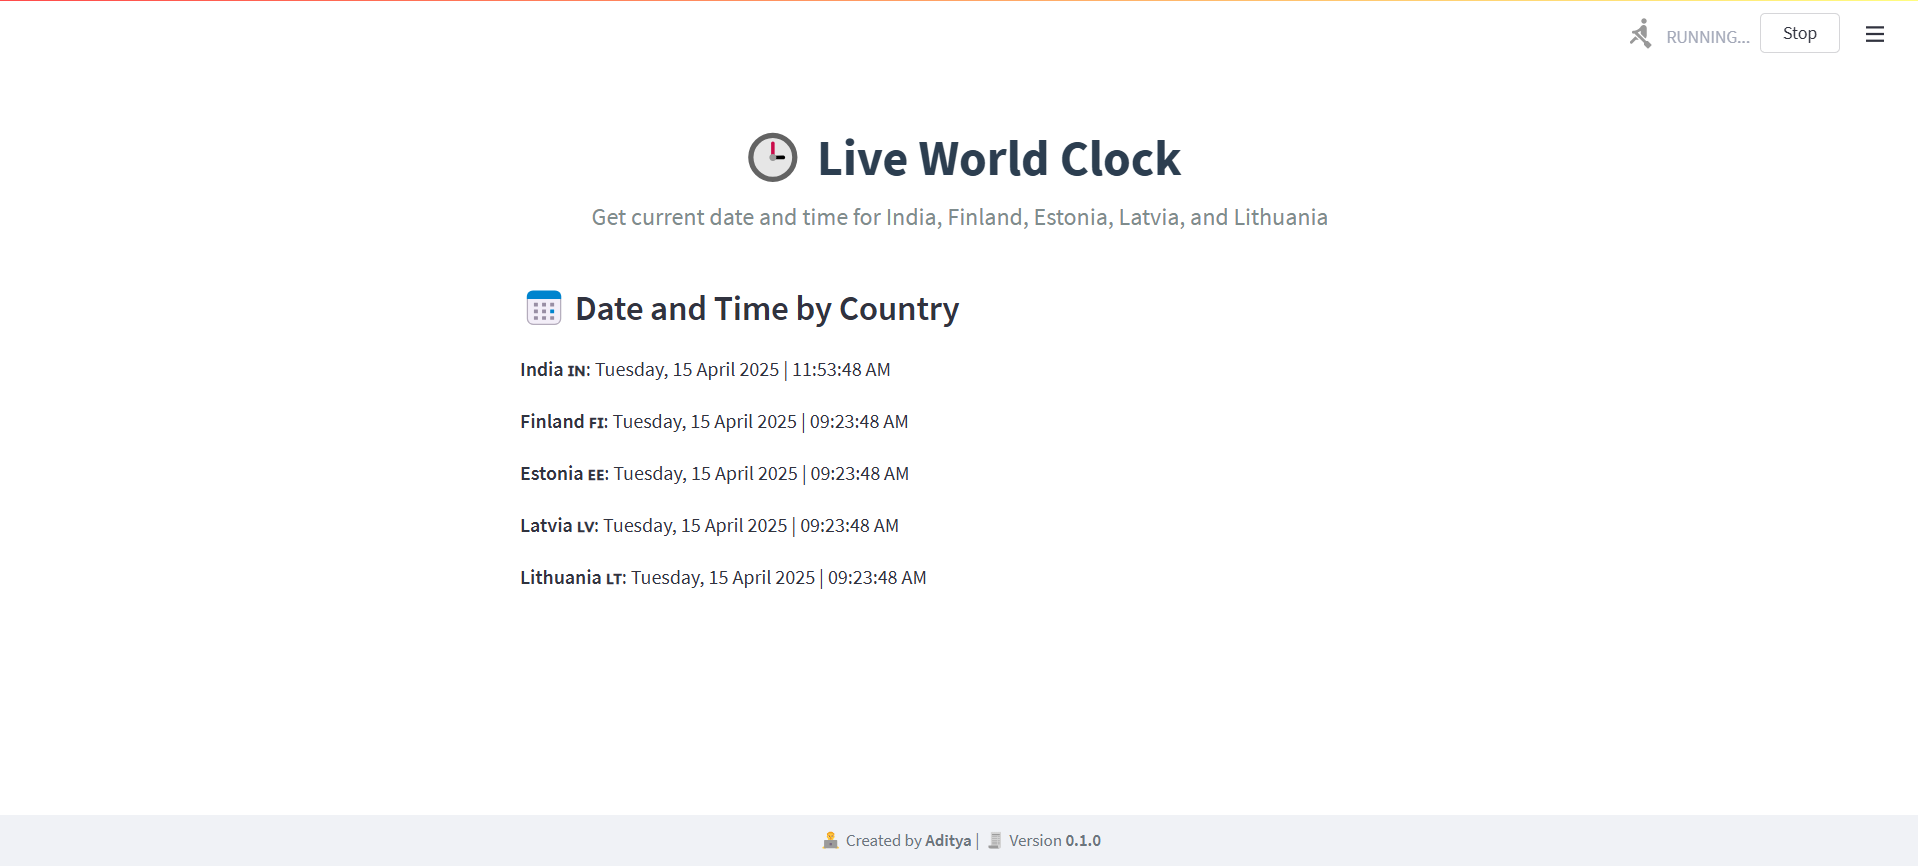 RUNNING...
Stop
Live World Clock
Get current date and time for India, Finland, Estonia, Latvia, and Lithuania
Date and Time by Country
India IN: Tuesday, 15 April 2025 | 11:53:48 AM
Finland FI: Tuesday, 15 April 2025 | 09:23:48 AM
Estonia EE: Tuesday, 15 April 2025 | 09:23:48 AM
Latvia LV: Tuesday, 15 April 2025 | 09:23:48 AM
Lithuania LT: Tuesday, 15 April 2025 | 09:23:48 AM
Created by Aditya | Version 0.1.0